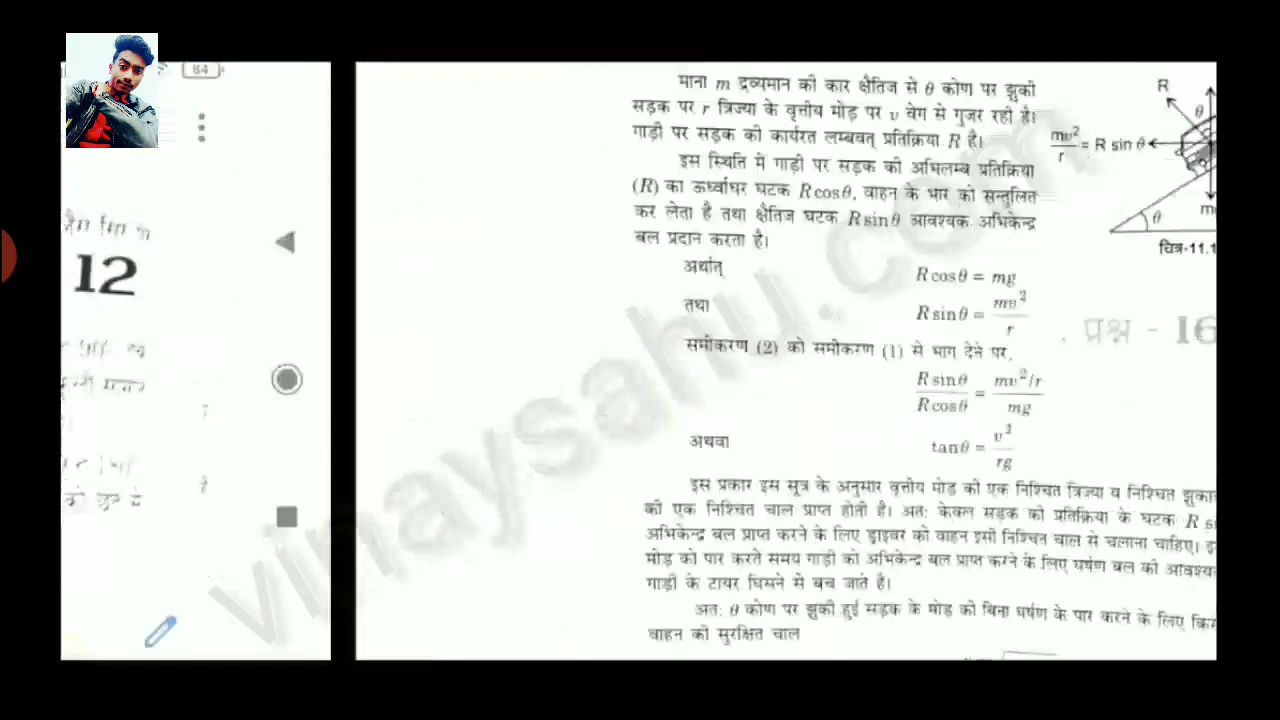 64
12
माना m द्रव्यमान की कार क्षैतिज से θ कोण पर झुकी
सड़क पर r त्रिज्या के वृत्तीय मोड़ पर v वेग से गुजर रही है।
गाड़ी पर सड़क की कार्यरत लम्बवत् प्रतिक्रिया R है।
इस स्थिति में गाड़ी पर सड़क की अभिलम्ब प्रतिक्रिया
(R) का ऊर्ध्वाधर घटक R cosθ, वाहन के भार को सन्तुलित
कर लेता है तथा क्षैतिज घटक R sinθ आवश्यक अभिकेन्द्र
बल प्रदान करता है।
अर्थात् R cosθ = mg
तथा R sinθ = mv²/r
समीकरण (2) को समीकरण (1) से भाग देने पर,
R sinθ / R cosθ = mv²/r / mg
अथवा tanθ = v²/rg
R
θ
mv²/r = R sin θ
θ
चित्र-11.1
प्रश्न - 16
इस प्रकार इस सूत्र के अनुसार वृत्तीय मोड़ की एक निश्चित त्रिज्या व निश्चित
की एक निश्चित चाल प्राप्त होती है। अत: केवल सड़क की प्रतिक्रिया के घटक R
अभिकेन्द्र बल प्राप्त करने के लिए ड्राइवर को वाहन इसी निश्चित चाल से चलाना चाहिए।
मोड़ को पार करते समय गाड़ी को अभिकेन्द्र बल प्राप्त करने के लिए घर्षण बल की
गाड़ी के टायर घिसने से बच जाते हैं।
अत: θ कोण पर झुकी हुई सड़क के मोड़ को बिना घर्षण के पार करने के लिए
वाहन की सुरक्षित चाल
vinaysahu.com